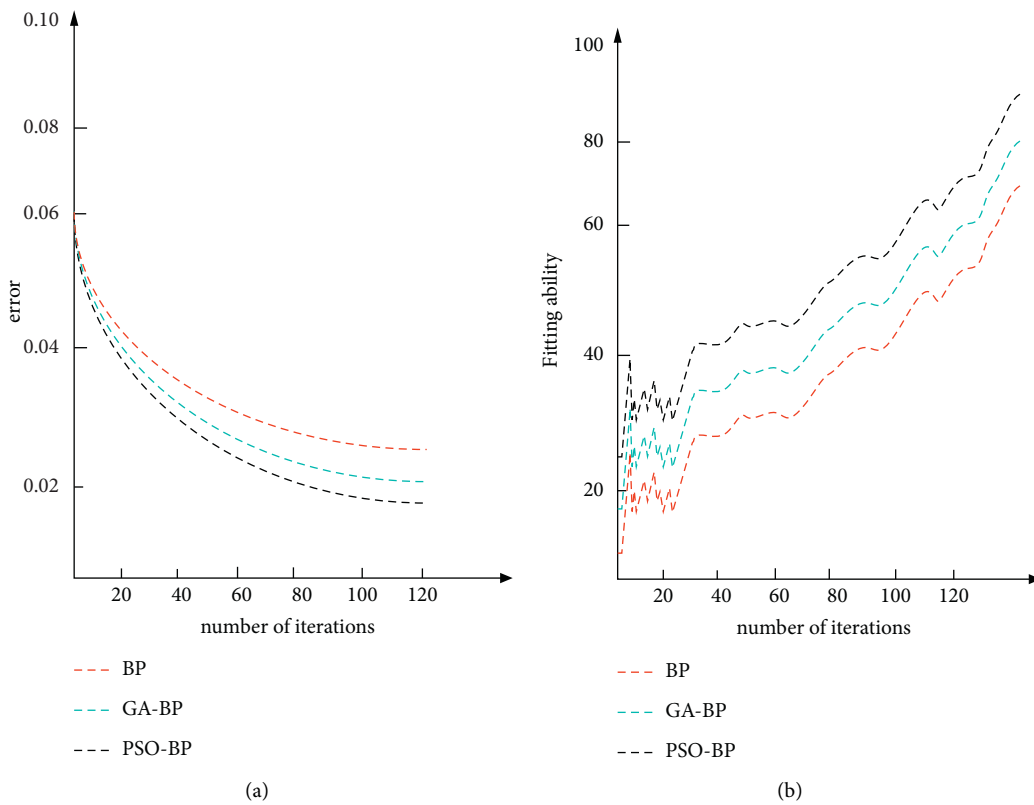 0.10
0.08
0.06
0.04
0.02
error
20 40 60 80 100 120
number of iterations
BP
GA-BP
PSO-BP
(a)
100
80
60
40
20
Fitting ability
20 40 60 80 100 120
number of iterations
BP
GA-BP
PSO-BP
(b)